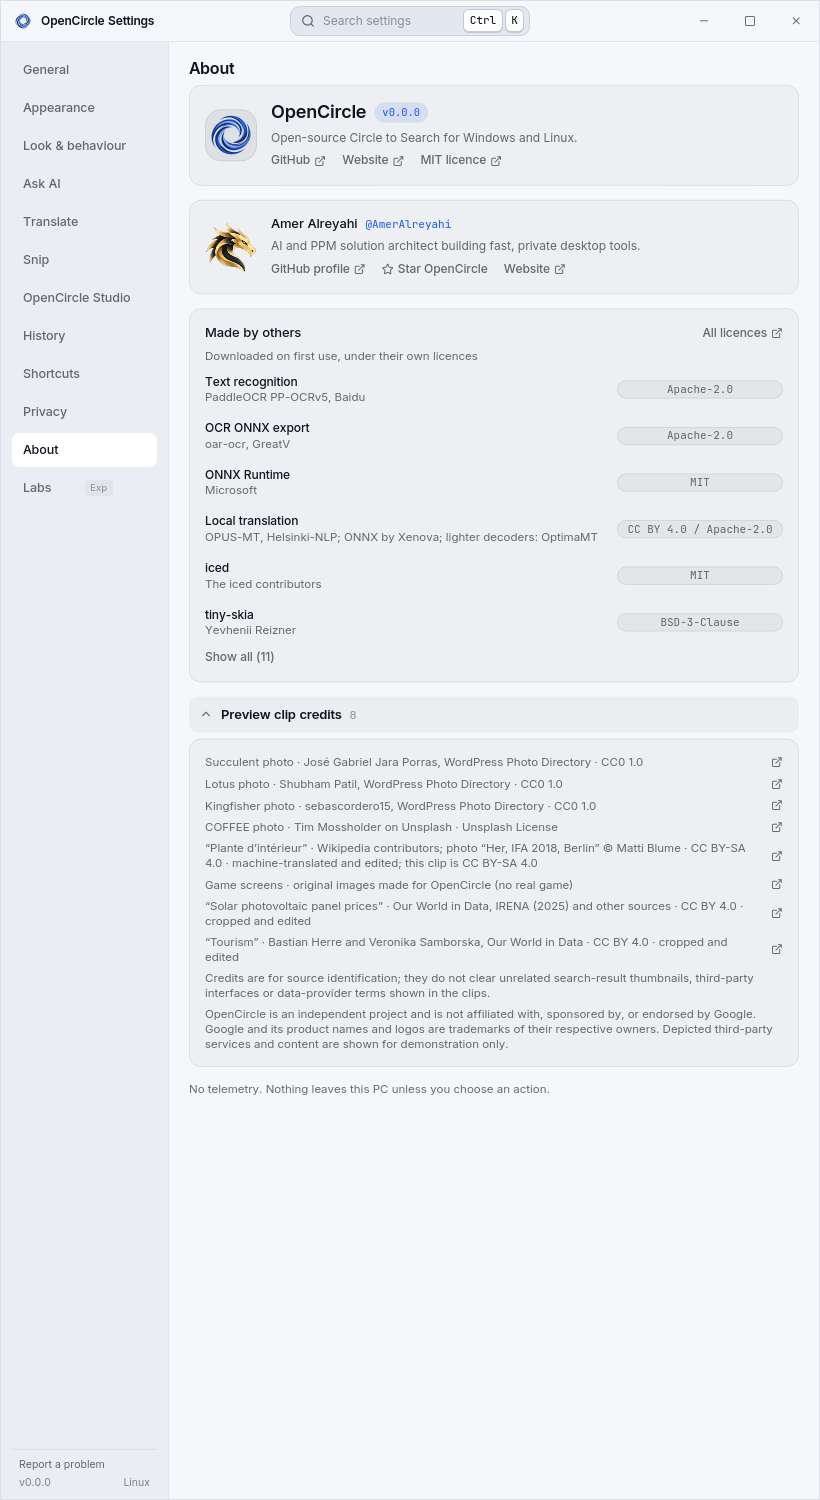 OpenCircle Settings
Search settings
Ctrl K
General
Appearance
Look & behaviour
Ask AI
Translate
Snip
OpenCircle Studio
History
Shortcuts
Privacy
About
Labs Exp
Report a problem
v0.0.0 Linux
About
OpenCircle v0.0.0
Open-source Circle to Search for Windows and Linux.
GitHub Website MIT licence
Amer Alreyahi @AmerAlreyahi
AI and PPM solution architect building fast, private desktop tools.
GitHub profile Star OpenCircle Website
Made by others All licences
Downloaded on first use, under their own licences
Text recognition
PaddleOCR PP-OCRv5, Baidu
Apache-2.0
OCR ONNX export
oar-ocr, GreatV
Apache-2.0
ONNX Runtime
Microsoft
MIT
Local translation
OPUS-MT, Helsinki-NLP; ONNX by Xenova; lighter decoders: OptimaMT
CC BY 4.0 / Apache-2.0
iced
The iced contributors
MIT
tiny-skia
Yevhenii Reizner
BSD-3-Clause
Show all (11)
Preview clip credits 8
Succulent photo · José Gabriel Jara Porras, WordPress Photo Directory · CC0 1.0
Lotus photo · Shubham Patil, WordPress Photo Directory · CC0 1.0
Kingfisher photo · sebascordero15, WordPress Photo Directory · CC0 1.0
COFFEE photo · Tim Mossholder on Unsplash · Unsplash License
“Plante d’intérieur” · Wikipedia contributors; photo “Her, IFA 2018, Berlin” © Matti Blume · CC BY-SA
4.0 · machine-translated and edited; this clip is CC BY-SA 4.0
Game screens · original images made for OpenCircle (no real game)
“Solar photovoltaic panel prices” · Our World in Data, IRENA (2025) and other sources · CC BY 4.0 ·
cropped and edited
“Tourism” · Bastian Herre and Veronika Samborska, Our World in Data · CC BY 4.0 · cropped and
edited
Credits are for source identification; they do not clear unrelated search-result thumbnails, third-party
interfaces or data-provider terms shown in the clips.
OpenCircle is an independent project and is not affiliated with, sponsored by, or endorsed by Google.
Google and its product names and logos are trademarks of their respective owners. Depicted third-party
services and content are shown for demonstration only.
No telemetry. Nothing leaves this PC unless you choose an action.